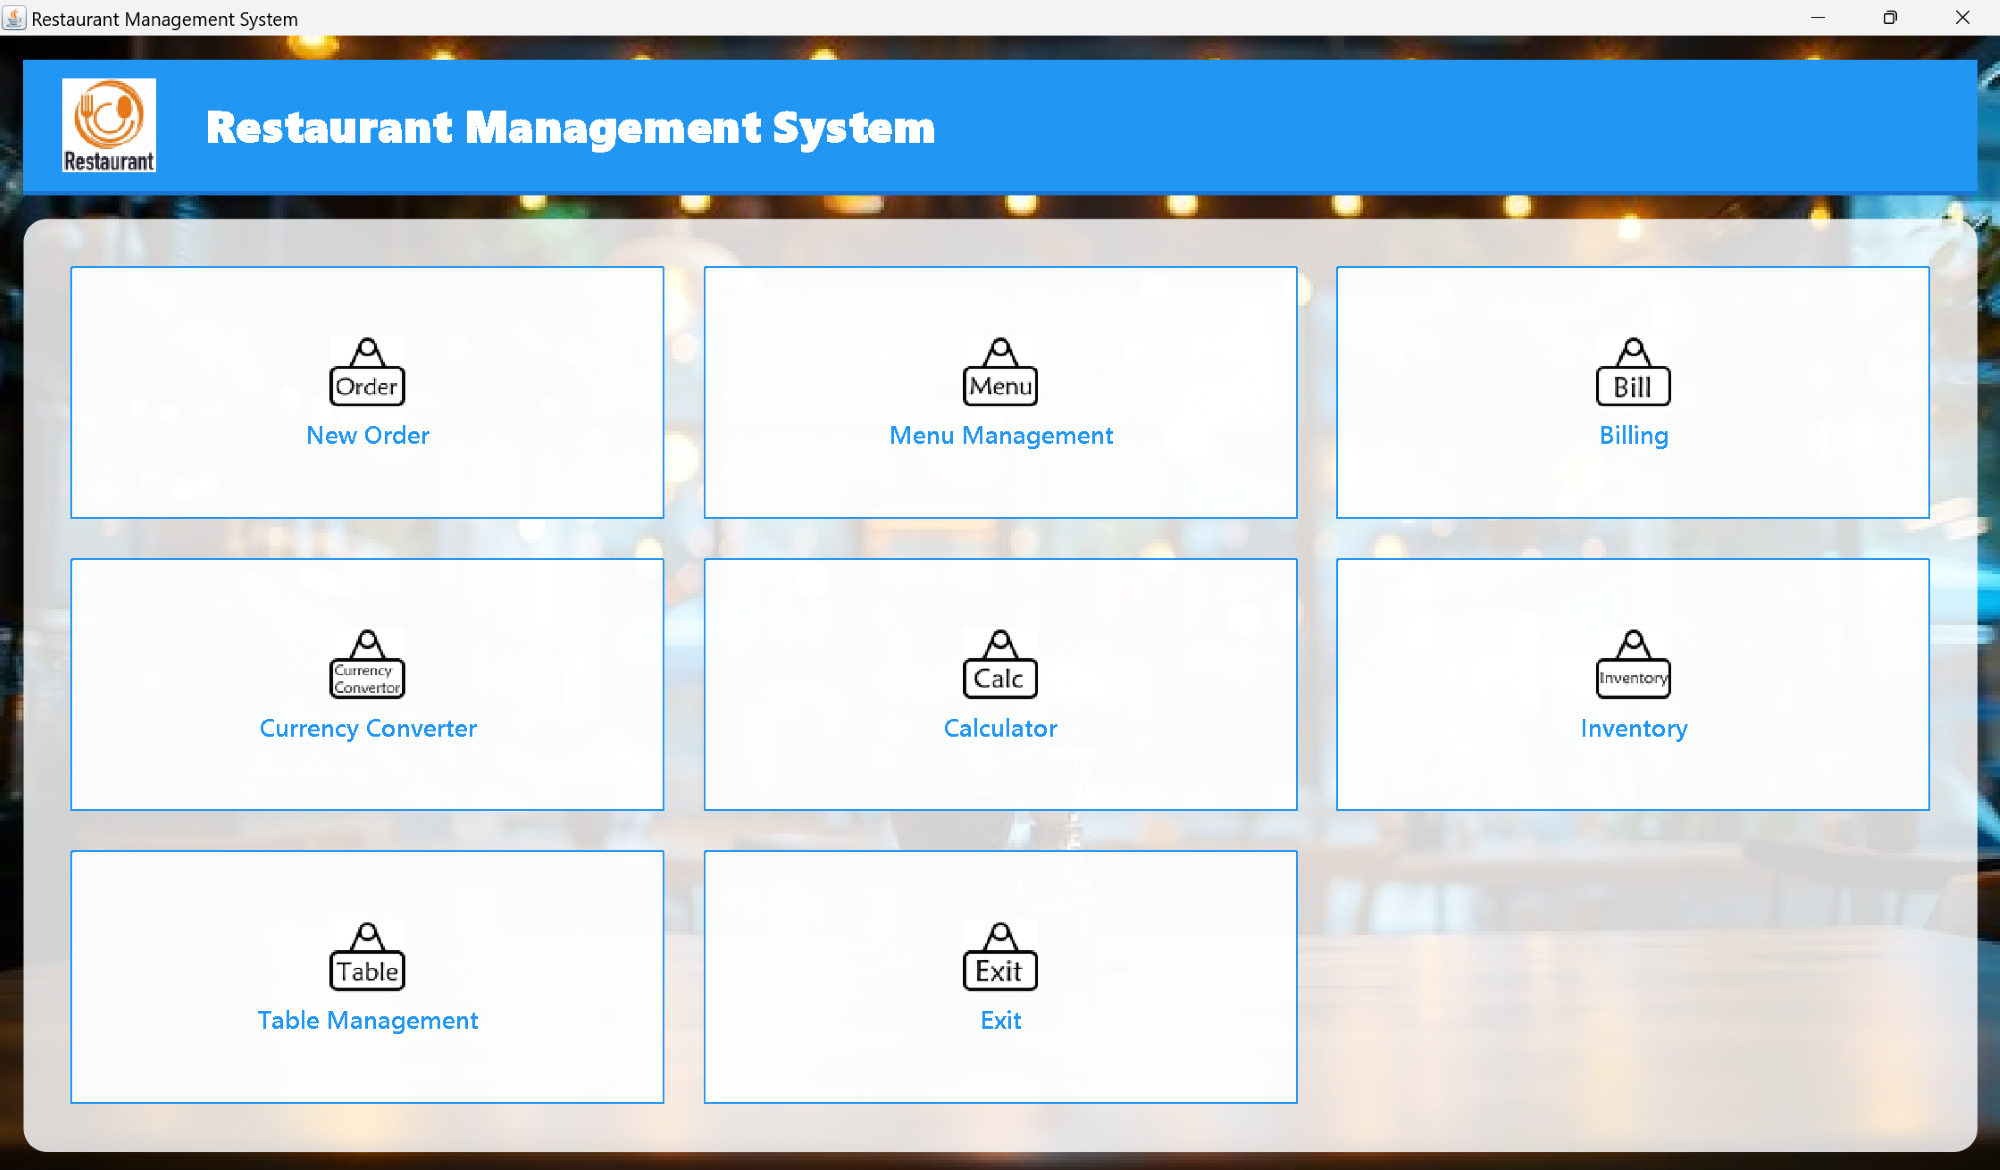 Restaurant Management System
Restaurant
Restaurant Management System
Order
New Order
Menu
Menu Management
Bill
Billing
Currency
Convertor
Currency Converter
Calc
Calculator
Inventory
Inventory
Table
Table Management
Exit
Exit